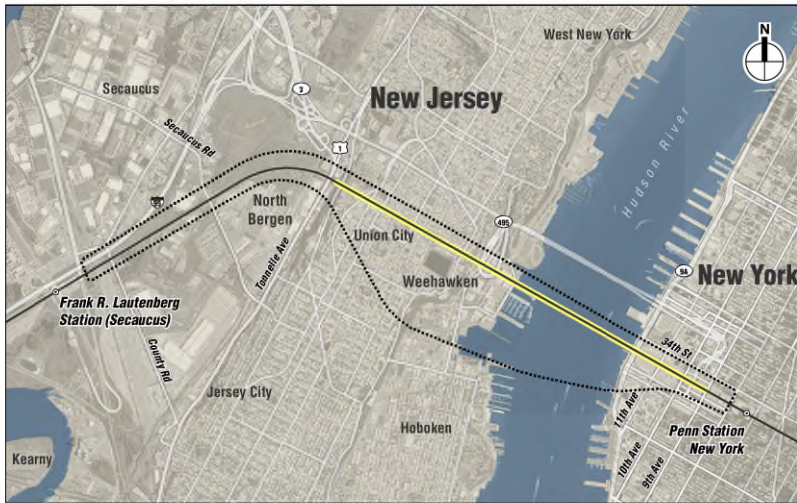 West New York
N
Secaucus
3
New Jersey
Secaucus Rd
Hudson River
1
North
Bergen
Union City
495
Tonnelle Ave
Weehawken
9A
New York
Frank R. Lautenberg
Station (Secaucus)
34th St
County Rd
Jersey City
11th Ave
Hoboken
Penn Station
New York
10th Ave
9th Ave
Kearny